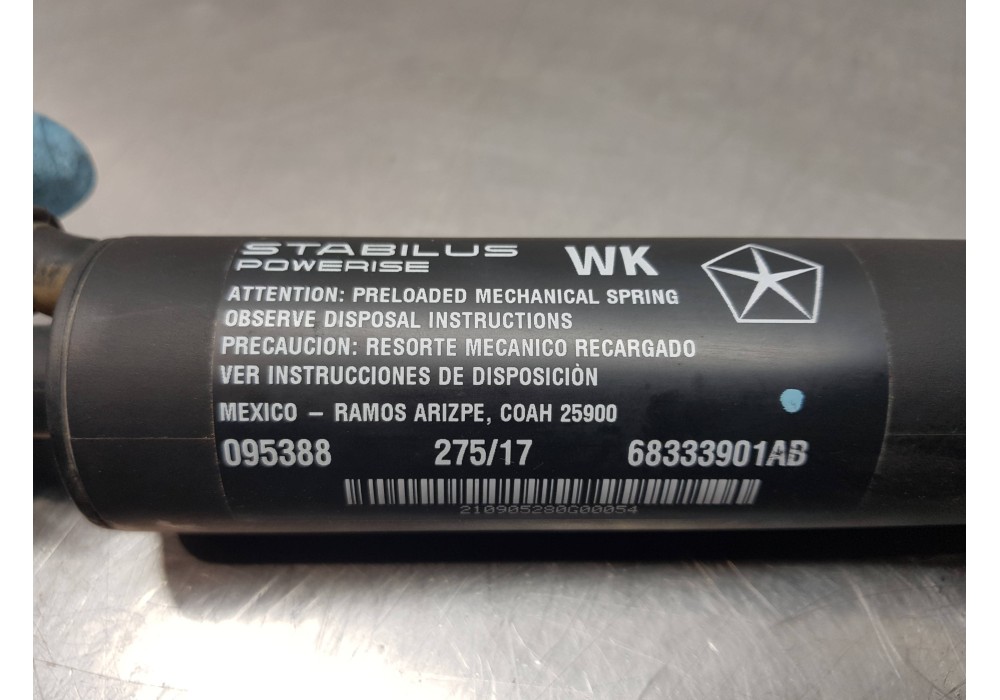 STABILUS WK
POWERISE
ATTENTION: PRELOADED MECHANICAL SPRING
OBSERVE DISPOSAL INSTRUCTIONS
PRECAUCION: RESORTE MECANICO RECARGADO
VER INSTRUCCIONES DE DISPOSICIÒN
MEXICO – RAMOS ARIZPE, COAH 25900
095388 275/17 68333901AB
210905280G00054